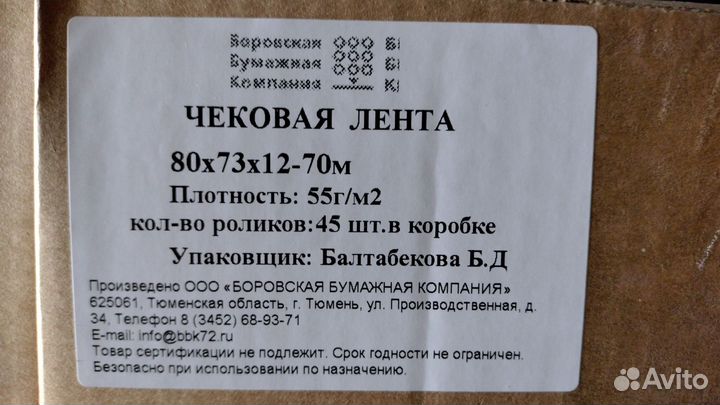 Боровская Б
Бумажная Б
Компания К
ЧЕКОВАЯ ЛЕНТА
80х73х12-70м
Плотность: 55г/м2
кол-во роликов:45 шт.в коробке
Упаковщик: Балтабекова Б.Д
Произведено ООО «БОРОВСКАЯ БУМАЖНАЯ КОМПАНИЯ»
625061, Тюменская область, г. Тюмень, ул. Производственная, д.
34, Телефон 8 (3452) 68-93-71
E-mail: info@bbk72.ru
Товар сертификации не подлежит. Срок годности не ограничен.
Безопасно при использовании по назначению.
Avito